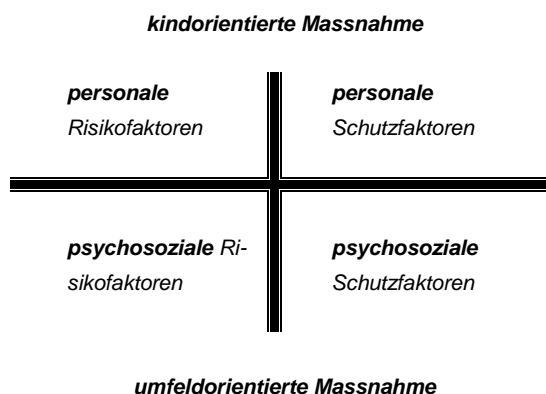 kindorientierte Massnahme
personale
Risikofaktoren
personale
Schutzfaktoren
psychosoziale Ri-
sikofaktoren
psychosoziale
Schutzfaktoren
umfeldorientierte Massnahme